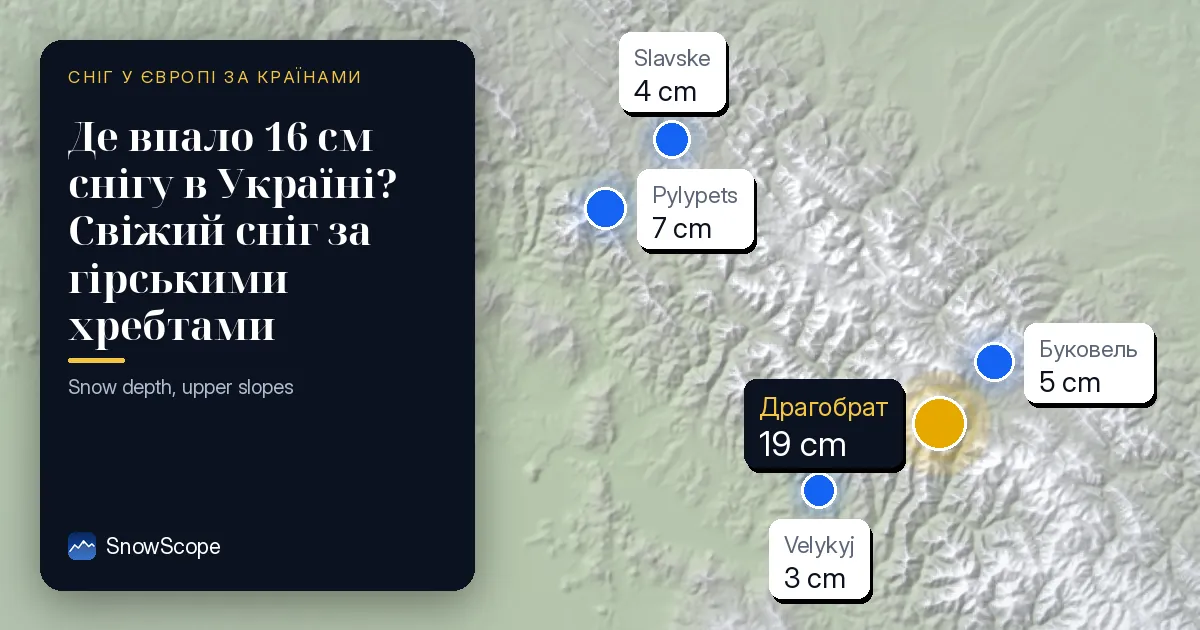 СНІГ У ЄВРОПІ ЗА КРАЇНАМИ
Де впало 16 см
снігу в Україні?
Свіжий сніг за
гірськими
хребтами
Snow depth, upper slopes
SnowScope
Slavske
4 cm
Pylypets
7 cm
Буковель
5 cm
Драгобрат
19 cm
Velykyj
3 cm